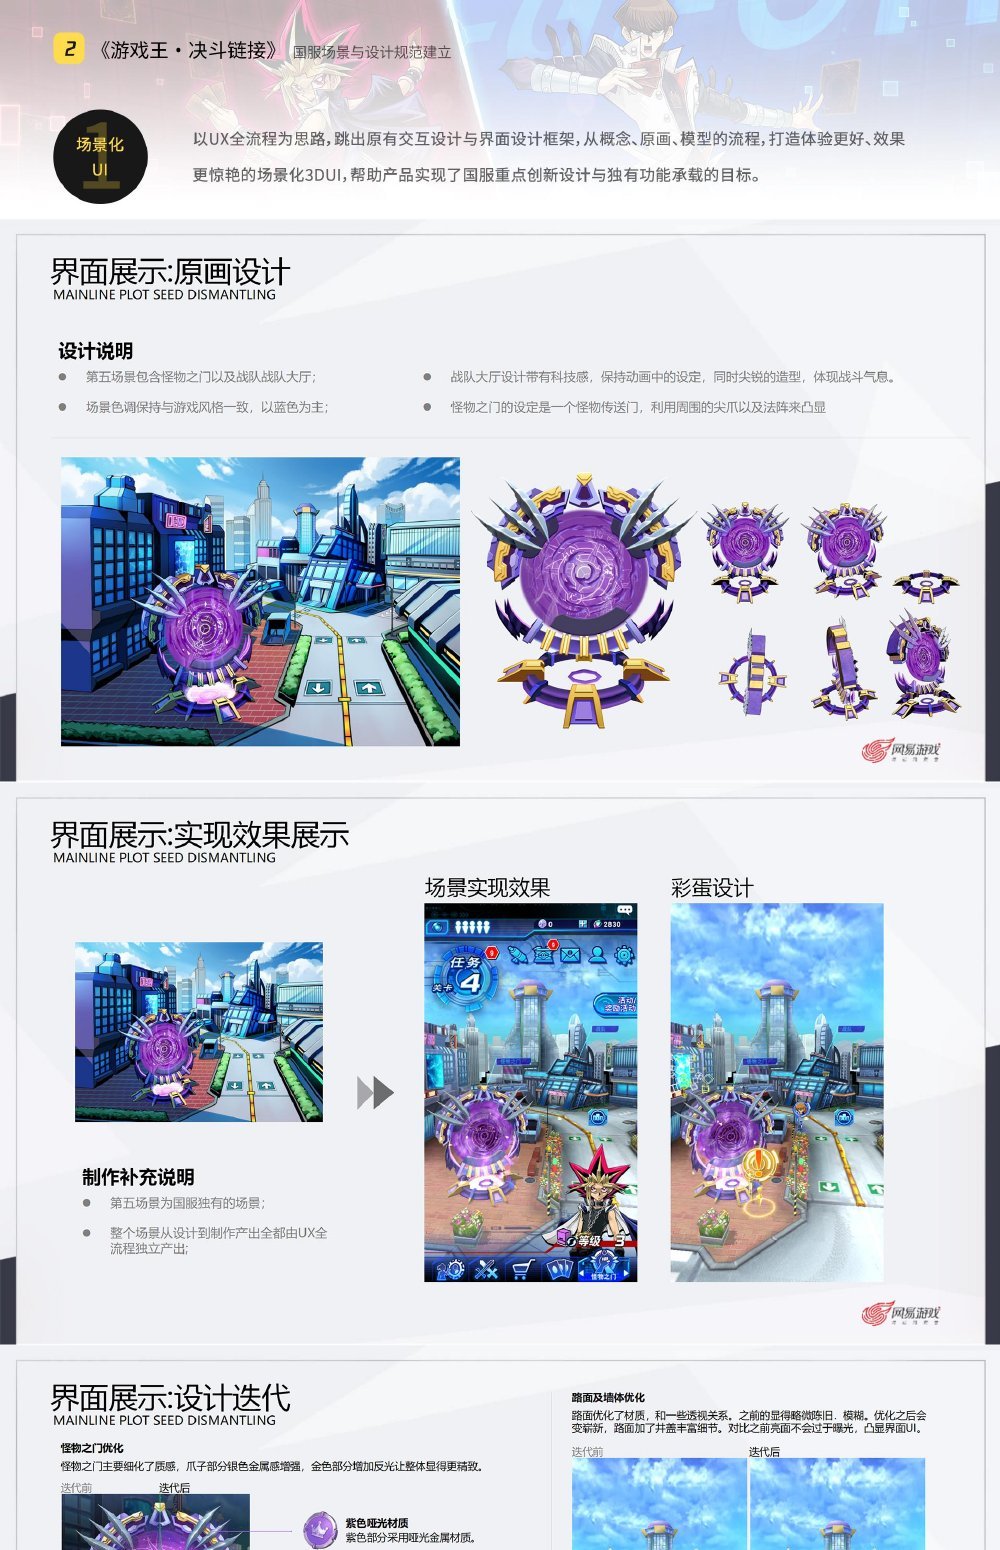 2 《游戏王·决斗链接》 国服场景与设计规范建立
1
场景化
UI
以UX全流程为思路,跳出原有交互设计与界面设计框架,从概念、原画、模型的流程,打造体验更好、效果
更惊艳的场景化3DUI,帮助产品实现了国服重点创新设计与独有功能承载的目标。
界面展示:原画设计
MAINLINE PLOT SEED DISMANTLING
设计说明
第五场景包含怪物之门以及战队战队大厅;
场景色调保持与游戏风格一致，以蓝色为主;
战队大厅设计带有科技感，保持动画中的设定，同时尖锐的造型，体现战斗气息。
怪物之门的设定是一个怪物传送门，利用周围的尖爪以及法阵来凸显
网易游戏
界面展示:实现效果展示
MAINLINE PLOT SEED DISMANTLING
场景实现效果
彩蛋设计
0
2830
任务
关卡 4
9
9
活动/
奖励活动
等级 3
怪物之门
制作补充说明
第五场景为国服独有的场景;
整个场景从设计到制作产出全都由UX全
流程独立产出;
网易游戏
界面展示:设计迭代
MAINLINE PLOT SEED DISMANTLING
怪物之门优化
怪物之门主要细化了质感，爪子部分银色金属感增强，金色部分增加反光让整体显得更精致。
迭代前
迭代后
紫色哑光材质
紫色部分采用哑光金属材质。
路面及墙体优化
路面优化了材质，和一些透视关系。之前的显得略微陈旧．模糊。优化之后会
变崭新，路面加了井盖丰富细节。对比之前亮面不会过于曝光，凸显界面UI。
迭代前
迭代后